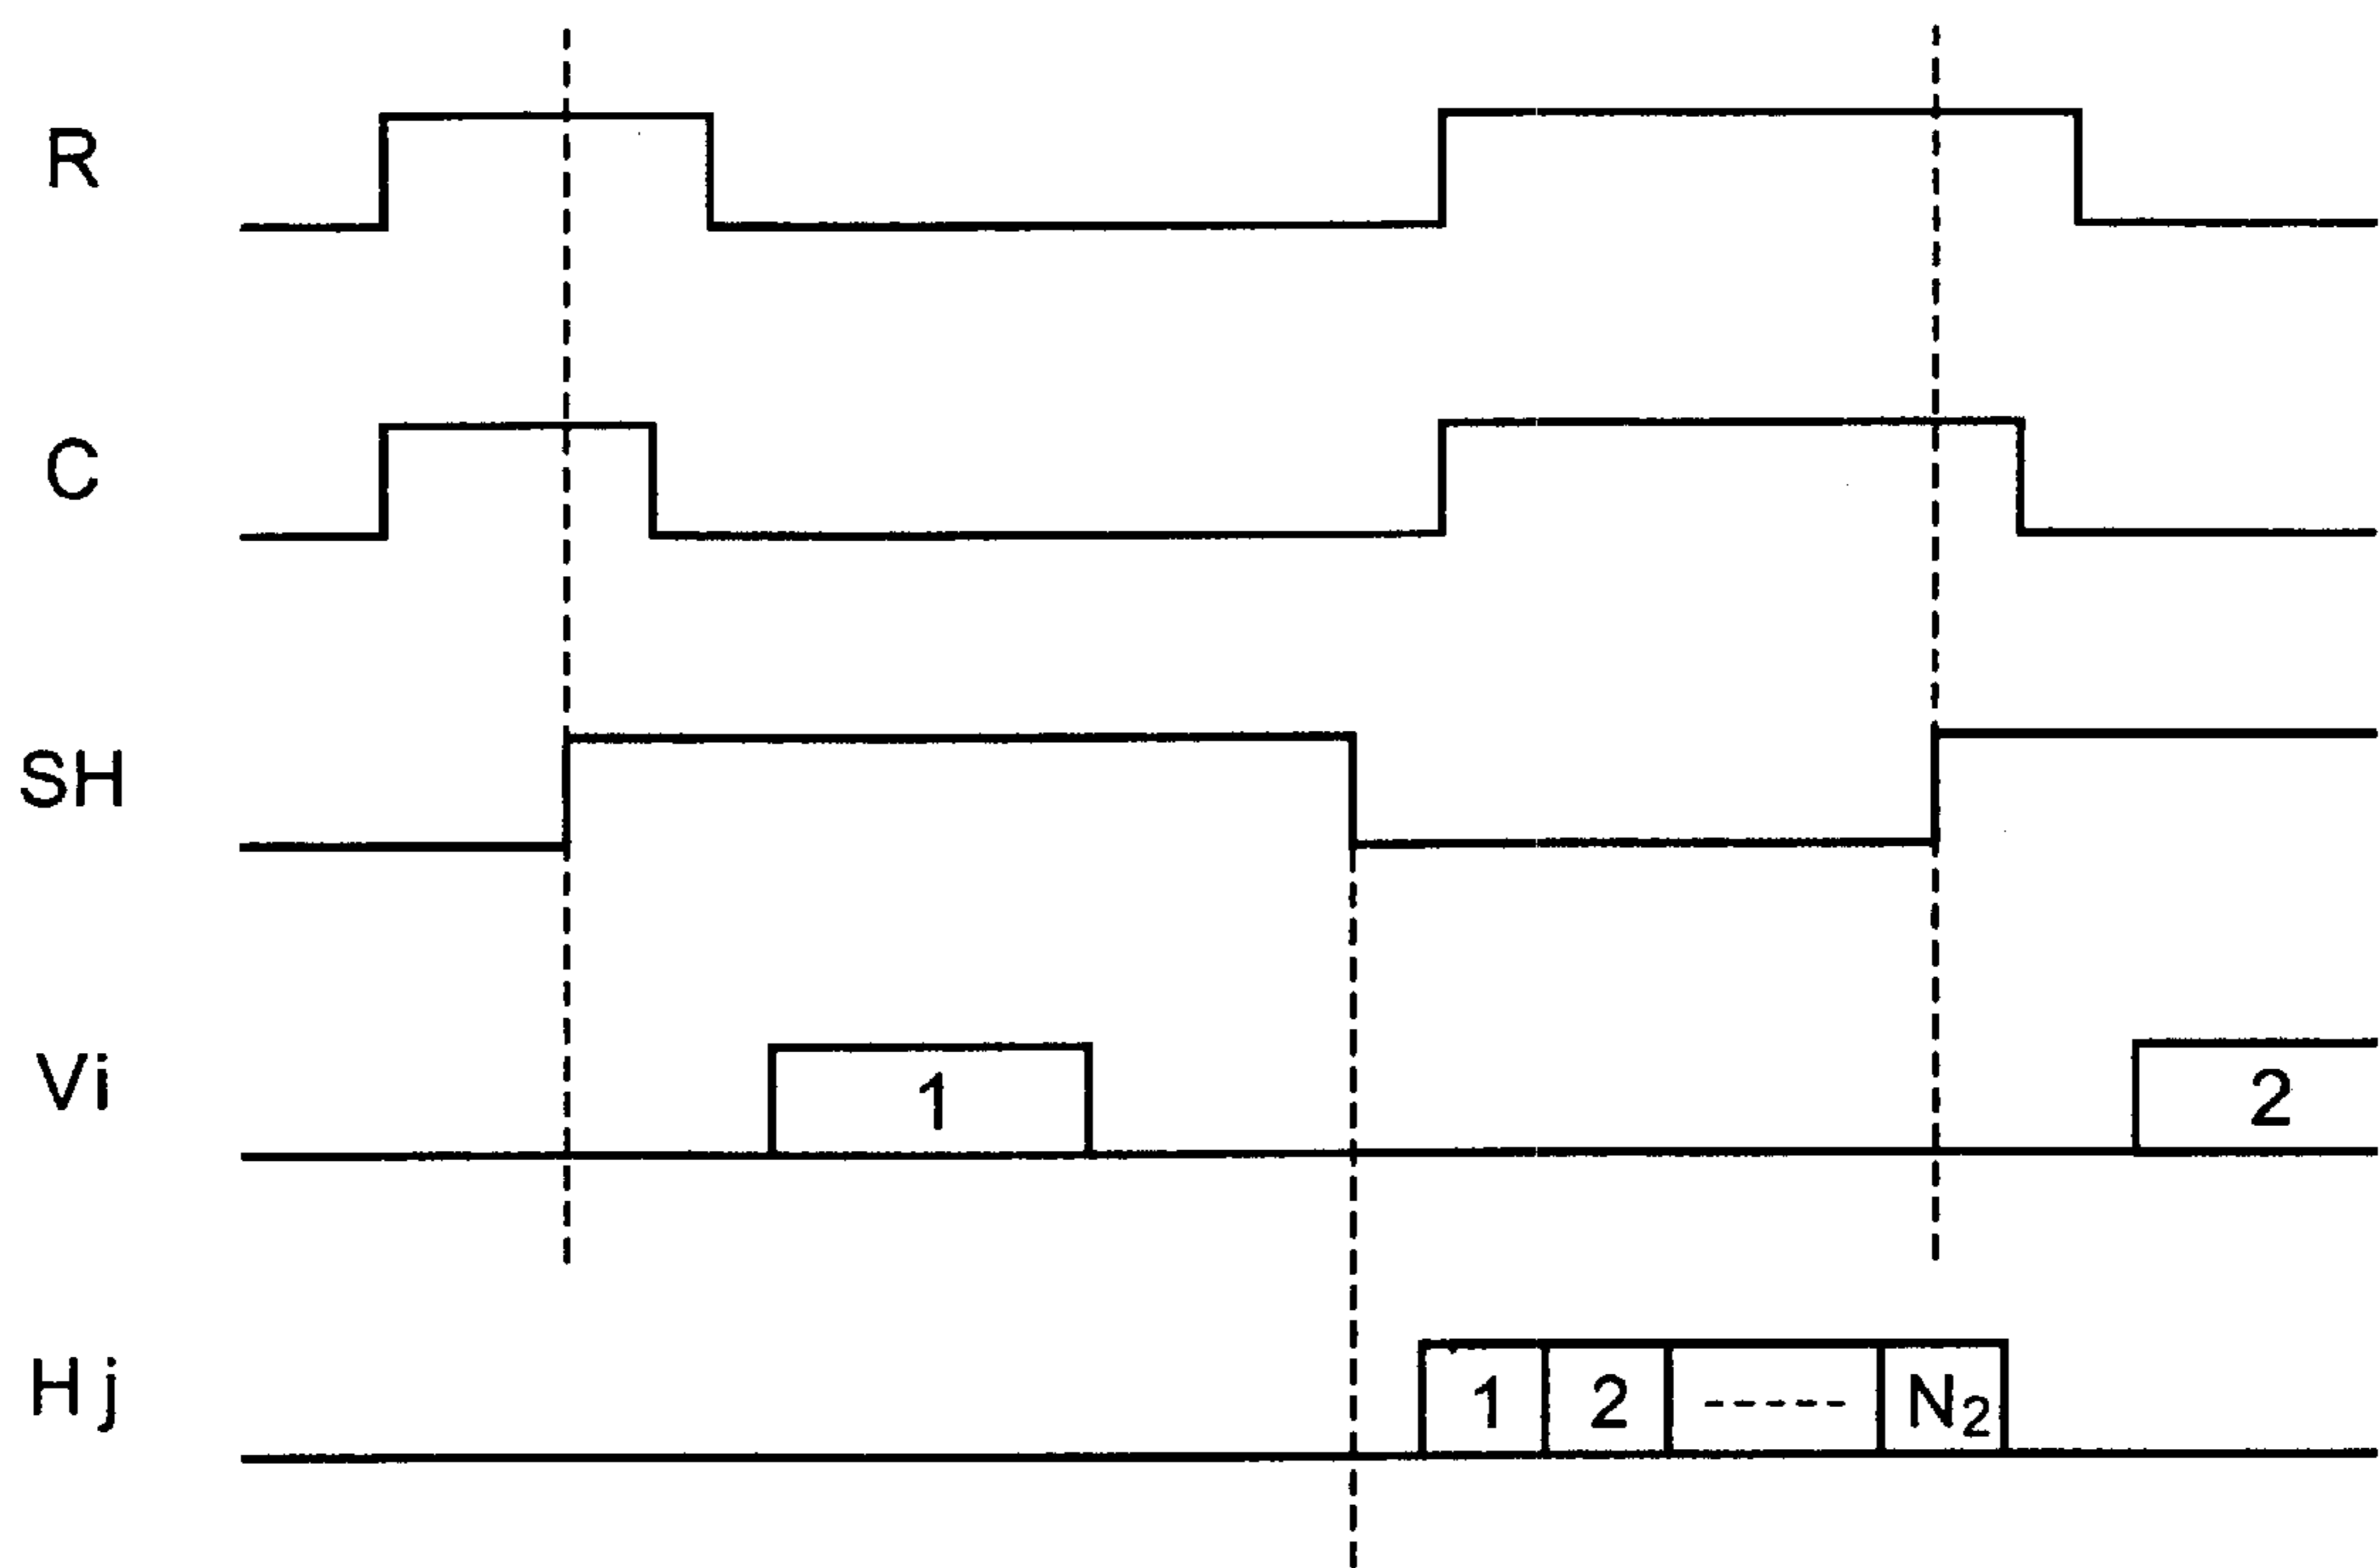 R
C
SH
Vi 1 2
Hj 1 2 ----- N₂